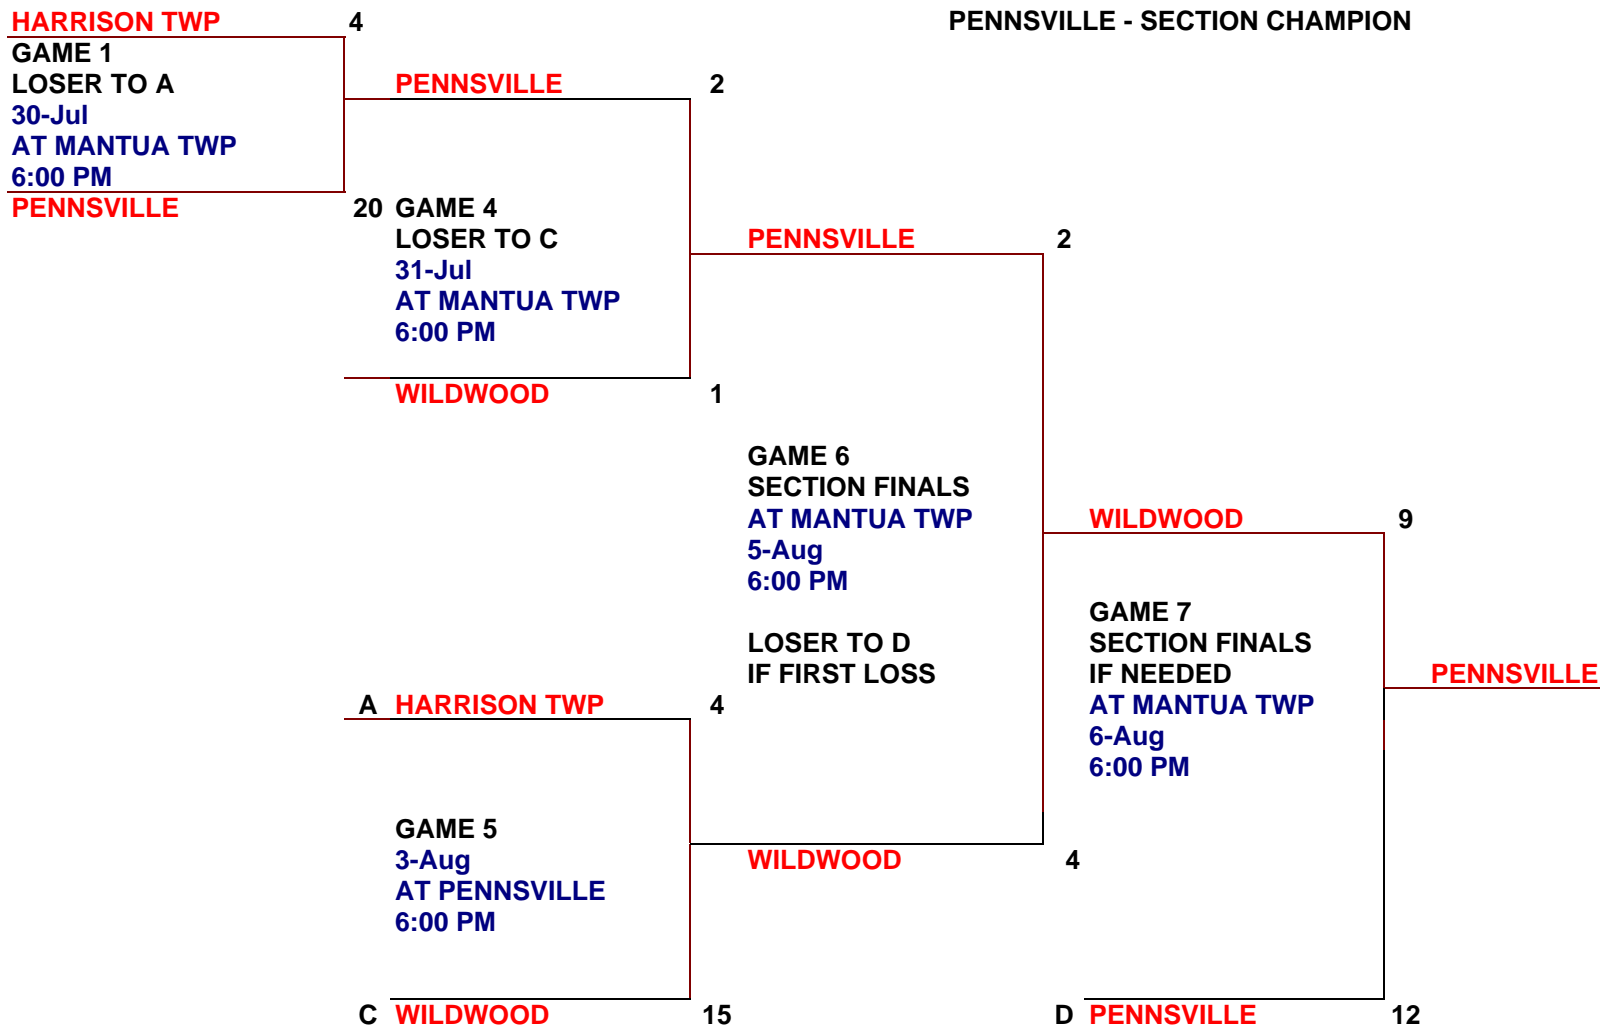 HARRISON TWP 4
PENNSVILLE - SECTION CHAMPION
GAME 1
LOSER TO A
30-Jul
AT MANTUA TWP
6:00 PM
PENNSVILLE 20
PENNSVILLE 2
GAME 4
LOSER TO C
31-Jul
AT MANTUA TWP
6:00 PM
WILDWOOD 1
PENNSVILLE 2
GAME 6
SECTION FINALS
AT MANTUA TWP
5-Aug
6:00 PM
LOSER TO D
IF FIRST LOSS
A HARRISON TWP 4
GAME 5
3-Aug
AT PENNSVILLE
6:00 PM
C WILDWOOD 15
WILDWOOD 4
WILDWOOD 9
GAME 7
SECTION FINALS
IF NEEDED
AT MANTUA TWP
6-Aug
6:00 PM
D PENNSVILLE 12
PENNSVILLE